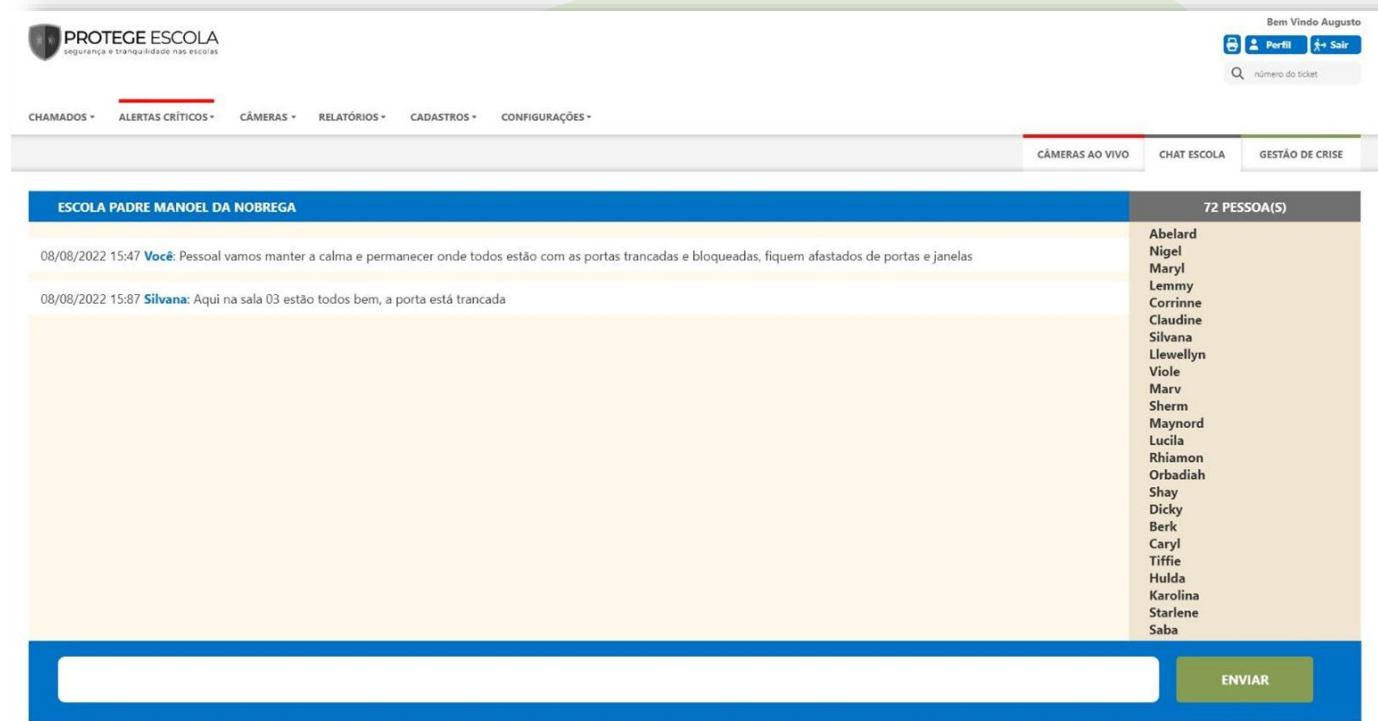 Bem Vindo Augusto
PROTEGE ESCOLA
segurança e tranquilidade nas escolas
Perfil
Sair
número do ticket
CHAMADOS
ALERTAS CRÍTICOS
CÂMERAS
RELATÓRIOS
CADASTROS
CONFIGURAÇÕES
CÂMERAS AO VIVO
CHAT ESCOLA
GESTÃO DE CRISE
ESCOLA PADRE MANOEL DA NOBREGA
72 PESSOA(S)
08/08/2022 15:47 Você: Pessoal vamos manter a calma e permanecer onde todos estão com as portas trancadas e bloqueadas, fiquem afastados de portas e janelas
08/08/2022 15:87 Silvana: Aqui na sala 03 estão todos bem, a porta está trancada
Abelard
Nigel
Maryl
Lemmy
Corrinne
Claudine
Silvana
Llewellyn
Viole
Marv
Sherm
Maynord
Lucila
Rhiamon
Orbadiah
Shay
Dicky
Berk
Caryl
Tiffie
Hulda
Karolina
Starlene
Saba
ENVIAR